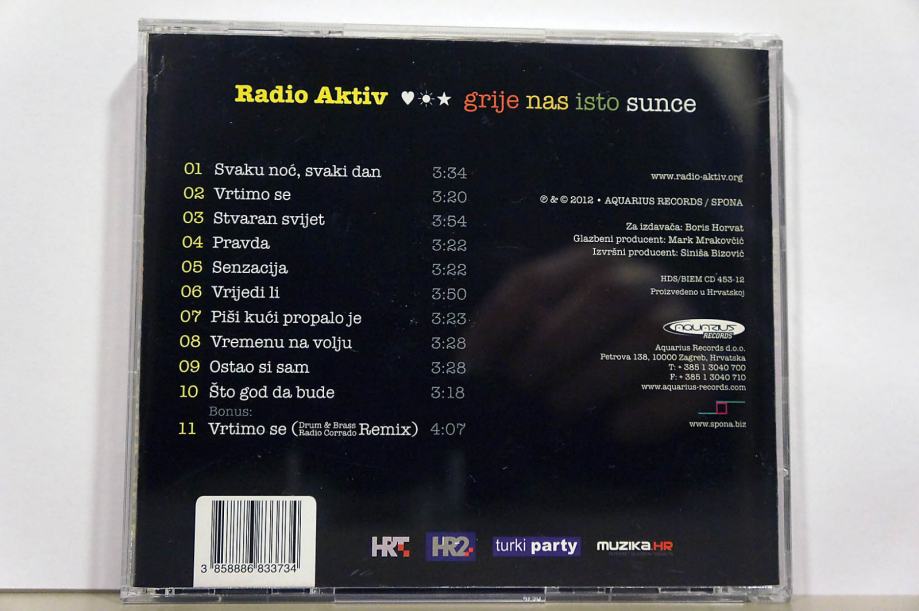 Radio Aktiv ♥☀★ grije nas isto sunce
01 Svaku noć, svaki dan 3:34
02 Vrtimo se 3:20
03 Stvaran svijet 3:54
04 Pravda 3:22
05 Senzacija 3:22
06 Vrijedi li 3:50
07 Piši kući propalo je 3:23
08 Vremenu na volju 3:28
09 Ostao si sam 3:28
10 Što god da bude 3:18
Bonus:
11 Vrtimo se (Drum & Brass Radio Corrado Remix) 4:07
www.radio-aktiv.org
℗ & © 2012 • AQUARIUS RECORDS / SPONA
Za izdavača: Boris Horvat
Glazbeni producent: Mark Mrakovčić
Izvršni producent: Siniša Bizović
HDS/BIEM CD 453-12
Proizvedeno u Hrvatskoj
AQUARIUS
RECORDS
Aquarius Records d.o.o.
Petrova 138, 10000 Zagreb, Hrvatska
T: +385 1 3040 700
F: +385 1 3040 710
www.aquarius-records.com
www.spona.biz
3 858886 833734
HRT HR2 turki party MUZIKA.HR